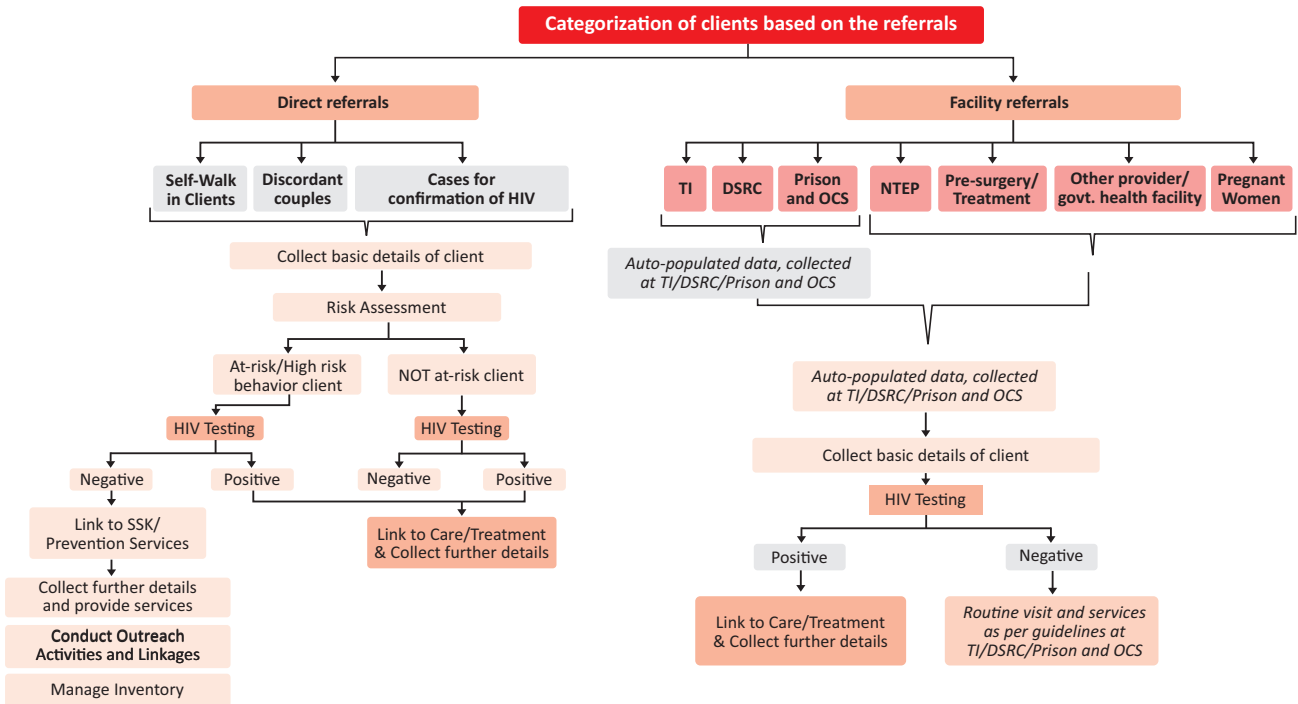 Categorization of clients based on the referrals
Direct referrals
Facility referrals
Self-Walk
in Clients
Discordant
couples
Cases for
confirmation of HIV
TI
DSRC
Prison
and OCS
NTEP
Pre-surgery/
Treatment
Other provider/
govt. health facility
Pregnant
Women
Collect basic details of client
Risk Assessment
At-risk/High risk
behavior client
NOT at-risk client
HIV Testing
HIV Testing
Negative
Positive
Negative
Positive
Link to SSK/
Prevention Services
Link to Care/Treatment
& Collect further details
Collect further details
and provide services
Conduct Outreach
Activities and Linkages
Manage Inventory
Auto-populated data, collected
at TI/DSRC/Prison and OCS
Auto-populated data, collected
at TI/DSRC/Prison and OCS
Collect basic details of client
HIV Testing
Positive
Negative
Link to Care/Treatment
& Collect further details
Routine visit and services
as per guidelines at
TI/DSRC/Prison and OCS